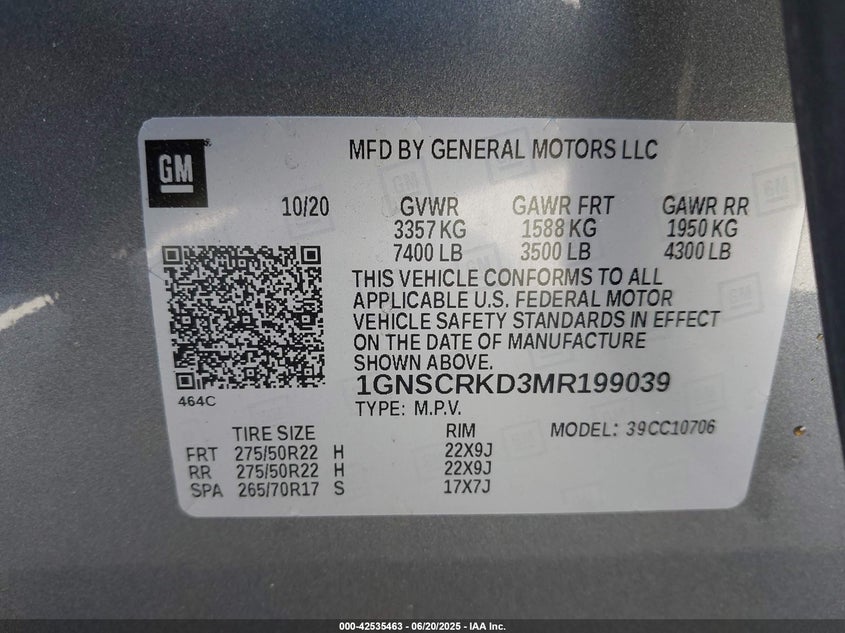 GM
MFD BY GENERAL MOTORS LLC
10/20 GVWR GAWR FRT GAWR RR
3357 KG 1588 KG 1950 KG
7400 LB 3500 LB 4300 LB
THIS VEHICLE CONFORMS TO ALL
APPLICABLE U.S. FEDERAL MOTOR
VEHICLE SAFETY STANDARDS IN EFFECT
ON THE DATE OF MANUFACTURE
SHOWN ABOVE.
464C
1GNSCRKD3MR199039
TYPE: M.P.V.
TIRE SIZE RIM MODEL: 39CC10706
FRT 275/50R22 H 22X9J
RR 275/50R22 H 22X9J
SPA 265/70R17 S 17X7J
000-42535463 - 06/20/2025 - IAA Inc.